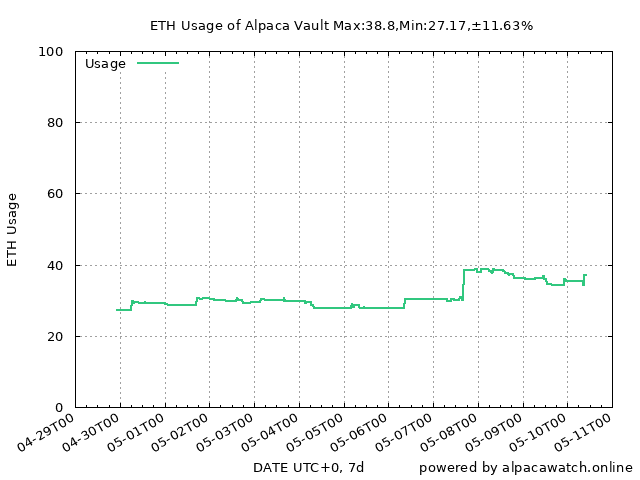 ETH Usage of Alpaca Vault Max:38.8,Min:27.17,±11.63%
Usage
100
80
60
40
20
0
ETH Usage
04-29T00
04-30T00
05-01T00
05-02T00
05-03T00
05-04T00
05-05T00
05-06T00
05-07T00
05-08T00
05-09T00
05-10T00
05-11T00
DATE UTC+0, 7d
powered by alpacawatch.online